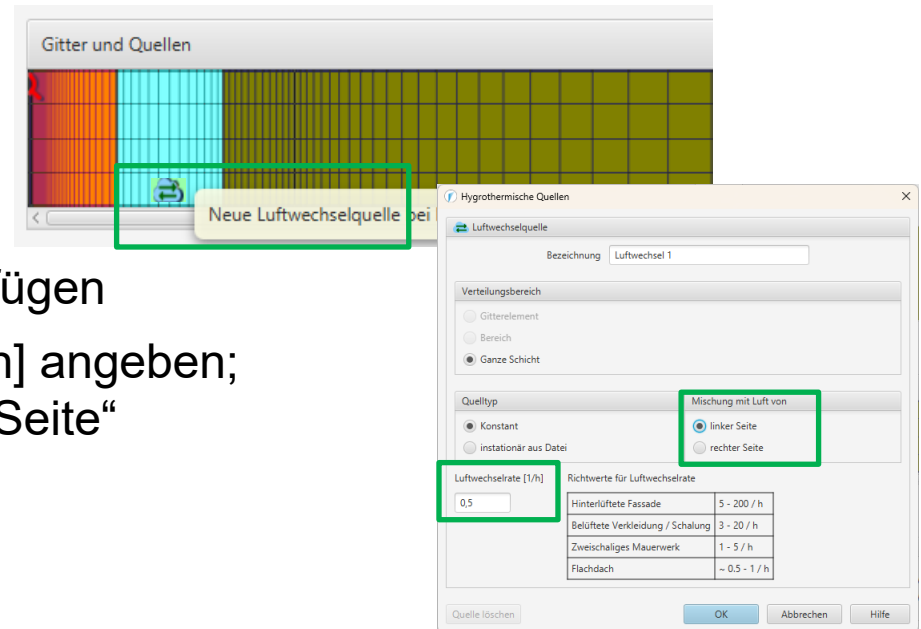 Gitter und Quellen
Neue Luftwechselquelle bei
fügen
] angeben;
Seite“
Hygrothermische Quellen
Luftwechselquelle
Bezeichnung Luftwechsel 1
Verteilungsbereich
Gitterelement
Bereich
Ganze Schicht
Quelltyp
Konstant
instationär aus Datei
Mischung mit Luft von
linker Seite
rechter Seite
Luftwechselrate [1/h]
0,5
Richtwerte für Luftwechselrate
Hinterlüftete Fassade 5 - 200 / h
Belüftete Verkleidung / Schalung 3 - 20 / h
Zweischaliges Mauerwerk 1 - 5 / h
Flachdach ~ 0.5 - 1 / h
Quelle löschen OK Abbrechen Hilfe